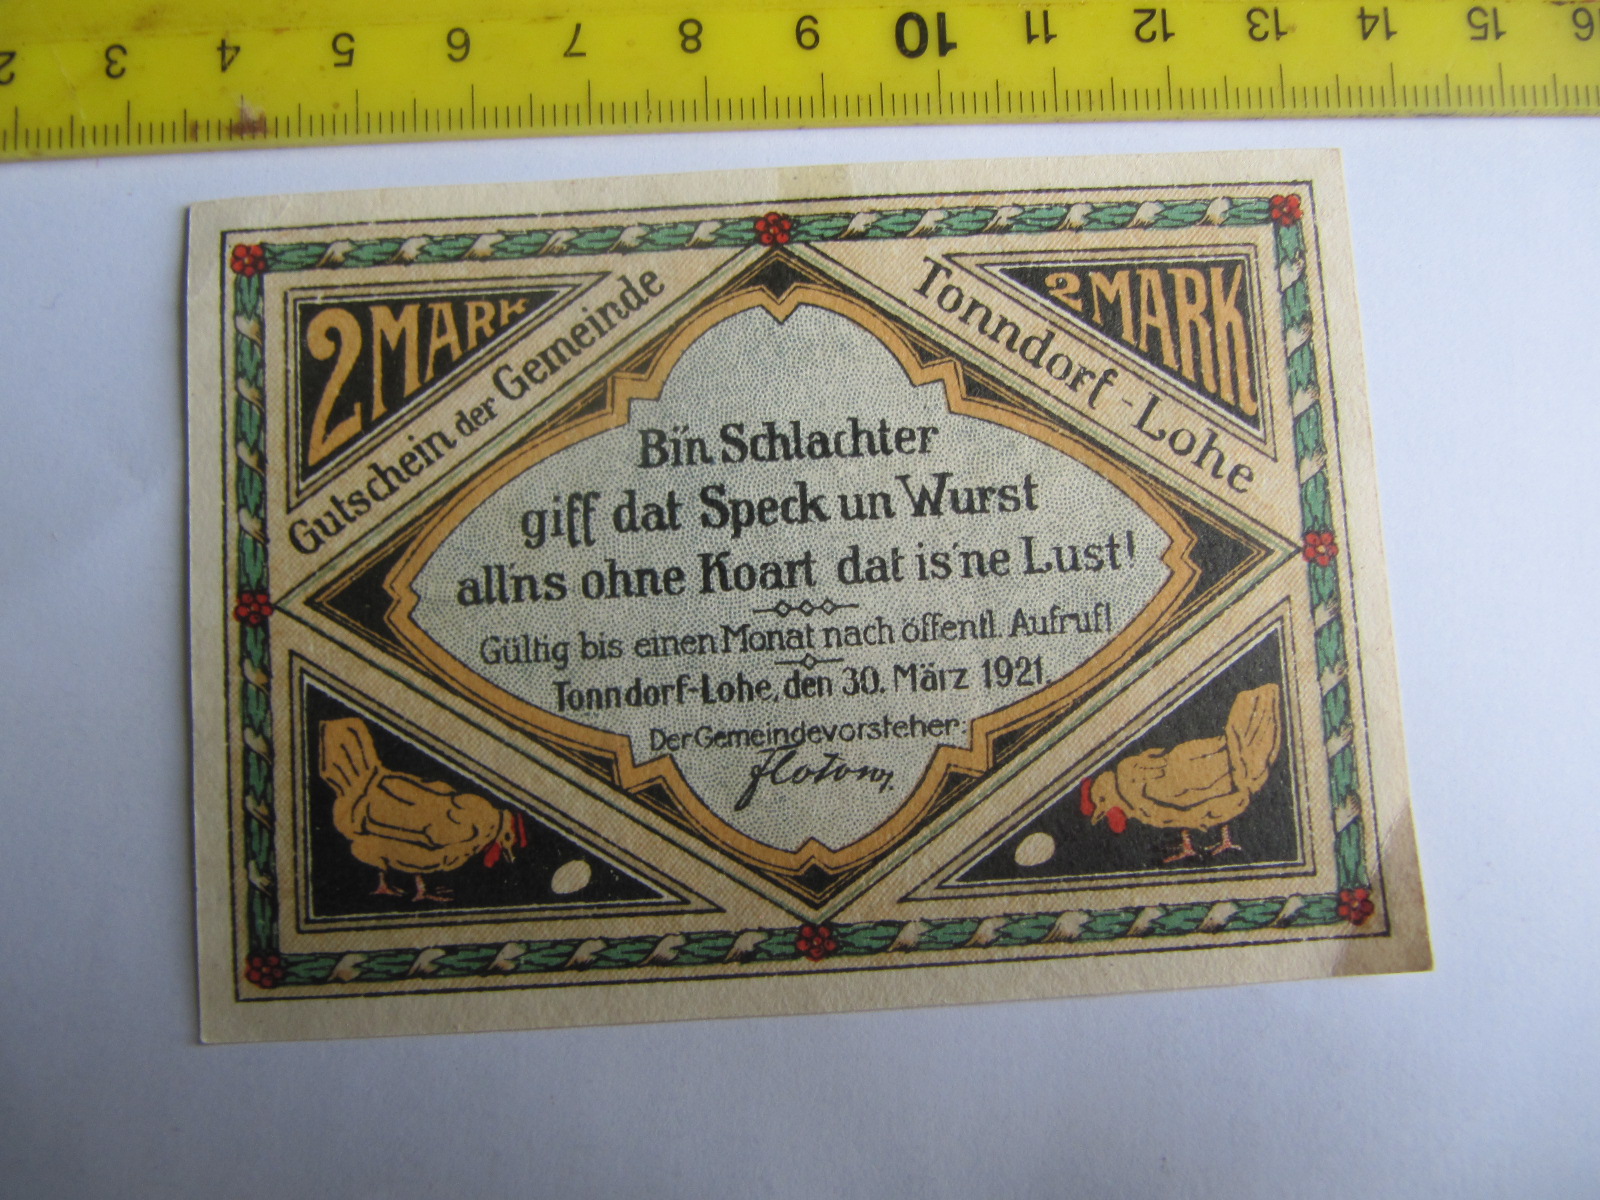 2 3 4 5 6 7 8 9 10 11 12 13 14 15 16
2 MARK
2 MARK
Gutschein der Gemeinde
Tonndorf-Lohe
Bi'n Schlachter
giff dat Speck un Wurst
all'ns ohne Koart dat is'ne Lust!
Gültig bis einen Monat nach öffentl. Aufruf!
Tonndorf-Lohe, den 30. März 1921.
Der Gemeindevorsteher: